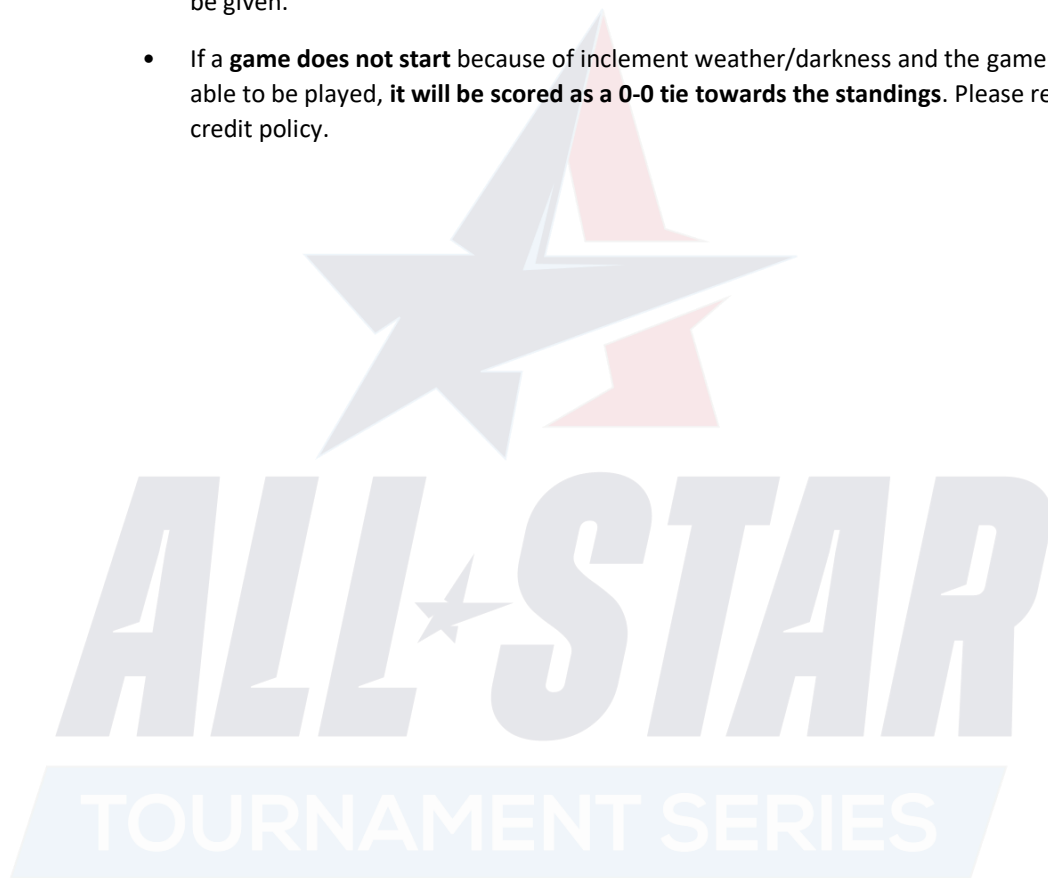 be given.
• If a game does not start because of inclement weather/darkness and the game
able to be played, it will be scored as a 0-0 tie towards the standings. Please re
credit policy.
ALL STAR
TOURNAMENT SERIES